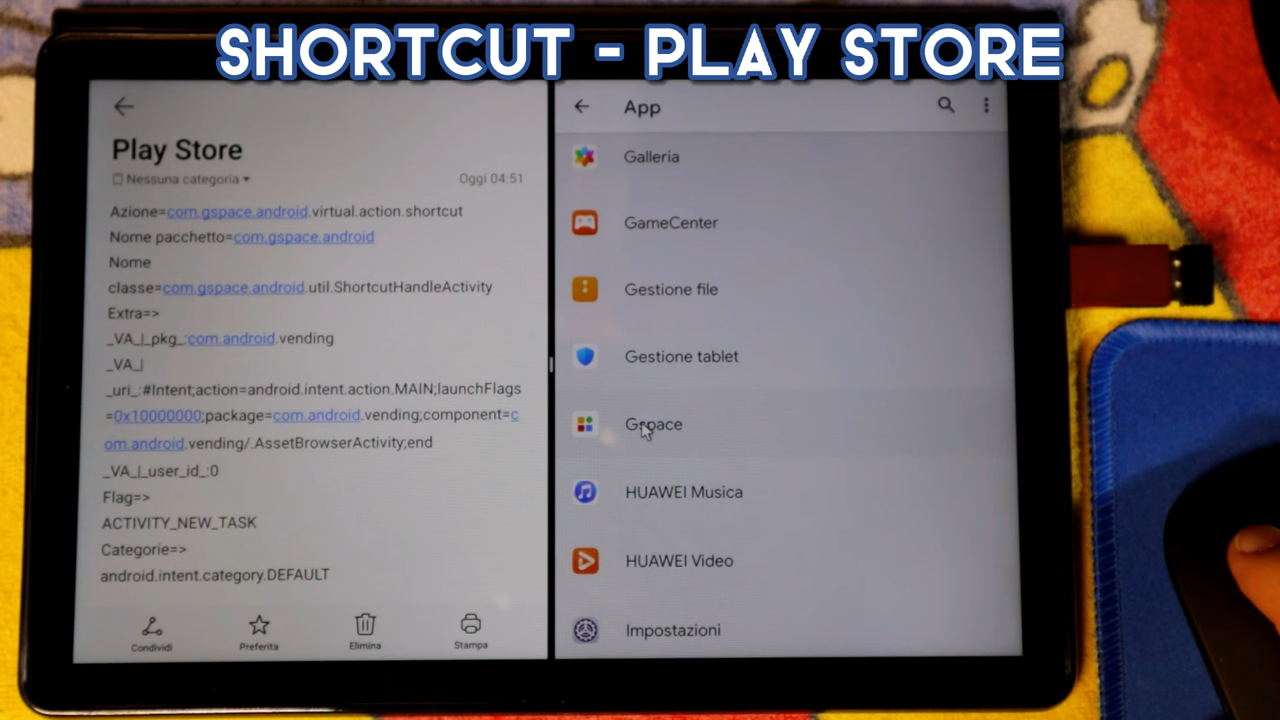 SHORTCUT - PLAY STORE
Play Store
Nessuna categoria
Oggi 04:51
Azione=com.gspace.android.virtual.action.shortcut
Nome pacchetto=com.gspace.android
Nome
classe=com.gspace.android.util.ShortcutHandleActivity
Extra=>
_VA_|_pkg_:com.android.vending
_VA_|
_uri_:#Intent;action=android.intent.action.MAIN;launchFlags
=0x10000000;package=com.android.vending;component=c
om.android.vending/.AssetBrowserActivity;end
_VA_|_user_id_:0
Flag=>
ACTIVITY_NEW_TASK
Categorie=>
android.intent.category.DEFAULT
Condividi
Preferita
Elimina
Stampa
App
Galleria
GameCenter
Gestione file
Gestione tablet
Gspace
HUAWEI Musica
HUAWEI Video
Impostazioni